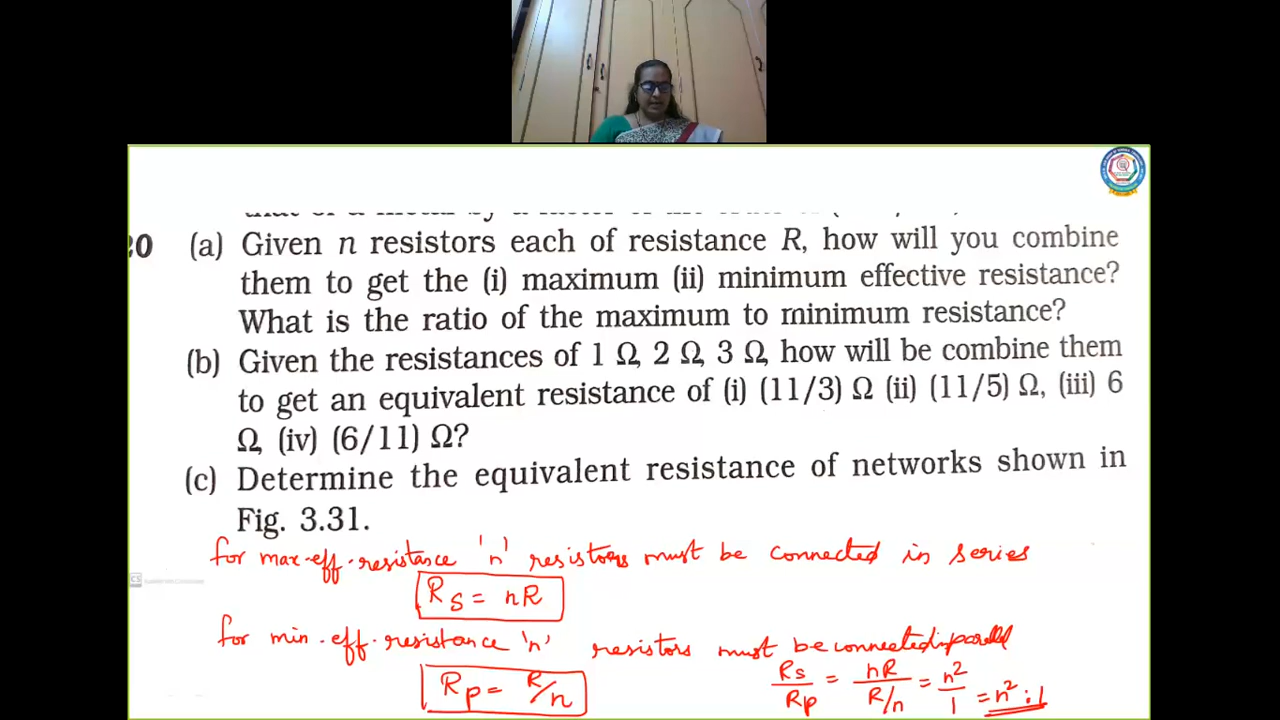 20 (a) Given n resistors each of resistance R, how will you combine
them to get the (i) maximum (ii) minimum effective resistance?
What is the ratio of the maximum to minimum resistance?
(b) Given the resistances of 1 Ω, 2 Ω, 3 Ω, how will be combine them
to get an equivalent resistance of (i) (11/3) Ω (ii) (11/5) Ω, (iii) 6
Ω, (iv) (6/11) Ω?
(c) Determine the equivalent resistance of networks shown in
Fig. 3.31.
for max.eff.resistance 'n' resistors must be connected in series
Rs = nR
for min.eff.resistance 'n' resistors must be connected in parallel
Rp = R/n
Rs/Rp = nR/R/n = n²/1 = n² : 1